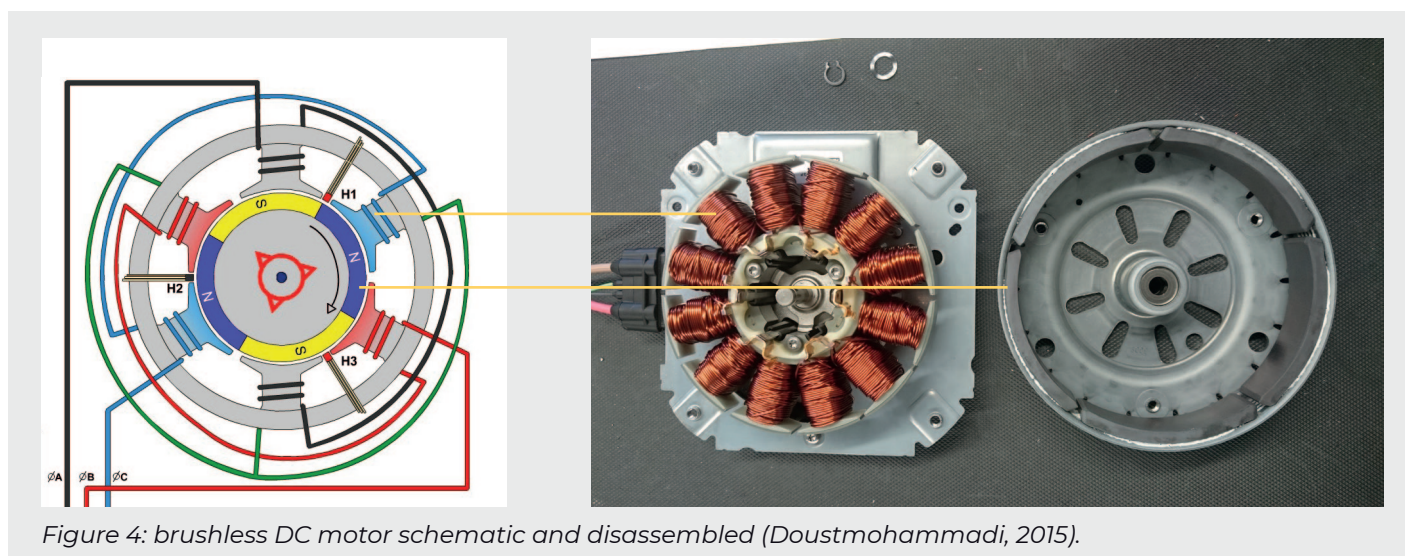 S
H1
N
H2
N
S
H3
ØA ØB ØC
Figure 4: brushless DC motor schematic and disassembled (Doustmohammadi, 2015).